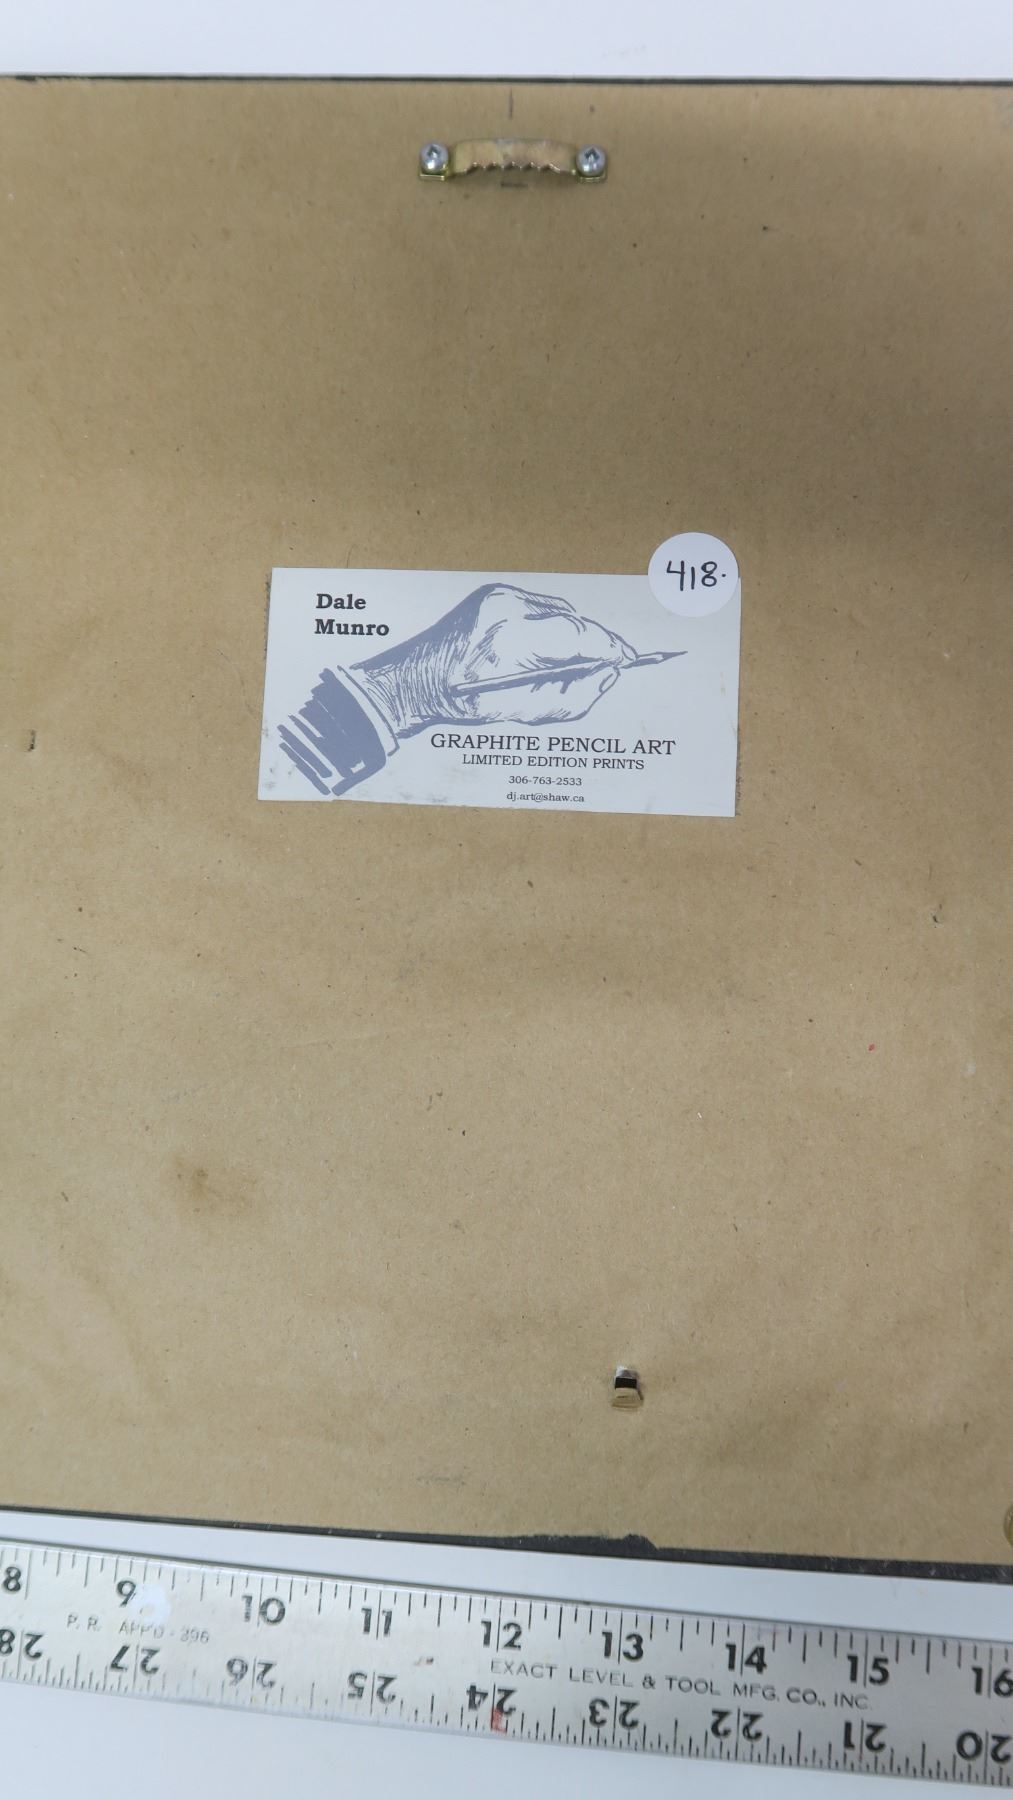 418.
Dale
Munro
GRAPHITE PENCIL ART
LIMITED EDITION PRINTS
306-763-2533
dj.art@shaw.ca
8 9 10 11 12 13 14 15 16
P. R. APP'D - 396
EXACT LEVEL & TOOL MFG. CO., INC.
28 27 26 25 24 23 22 21 20